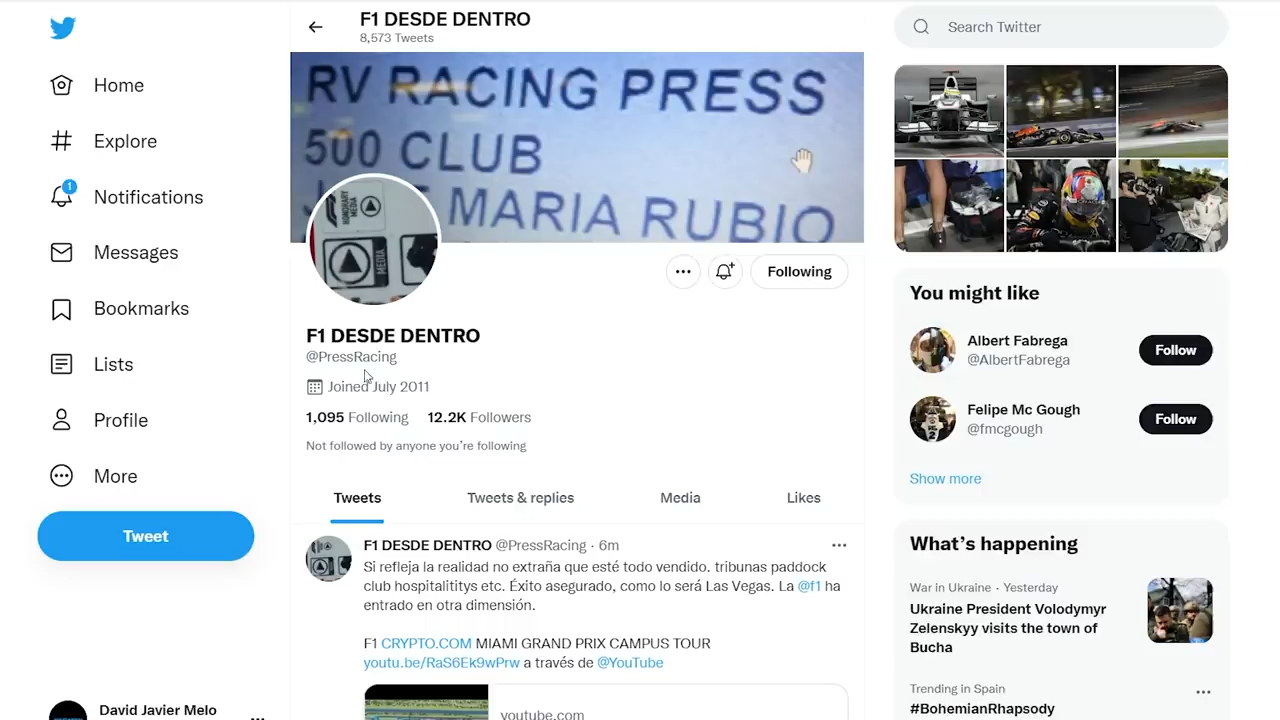 F1 DESDE DENTRO
8,573 Tweets
Search Twitter
Home
Explore
1
Notifications
Messages
Bookmarks
Lists
Profile
More
Tweet
David Javier Melo
RV RACING PRESS
500 CLUB
MARIA RUBIO
HONORARY
MEDIA
MEDIA
Following
F1 DESDE DENTRO
@PressRacing
Joined July 2011
1,095 Following 12.2K Followers
Not followed by anyone you're following
Tweets Tweets & replies Media Likes
F1 DESDE DENTRO @PressRacing · 6m
Si refleja la realidad no extraña que esté todo vendido. tribunas paddock
club hospitalititys etc. Éxito asegurado, como lo será Las Vegas. La @f1 ha
entrado en otra dimensión.
F1 CRYPTO.COM MIAMI GRAND PRIX CAMPUS TOUR
youtu.be/RaS6Ek9wPrw a través de @YouTube
youtube.com
You might like
Albert Fabrega
@AlbertFabrega
Follow
Felipe Mc Gough
@fmcgough
Follow
Show more
What's happening
War in Ukraine · Yesterday
Ukraine President Volodymyr
Zelenskyy visits the town of
Bucha
Trending in Spain
#BohemianRhapsody